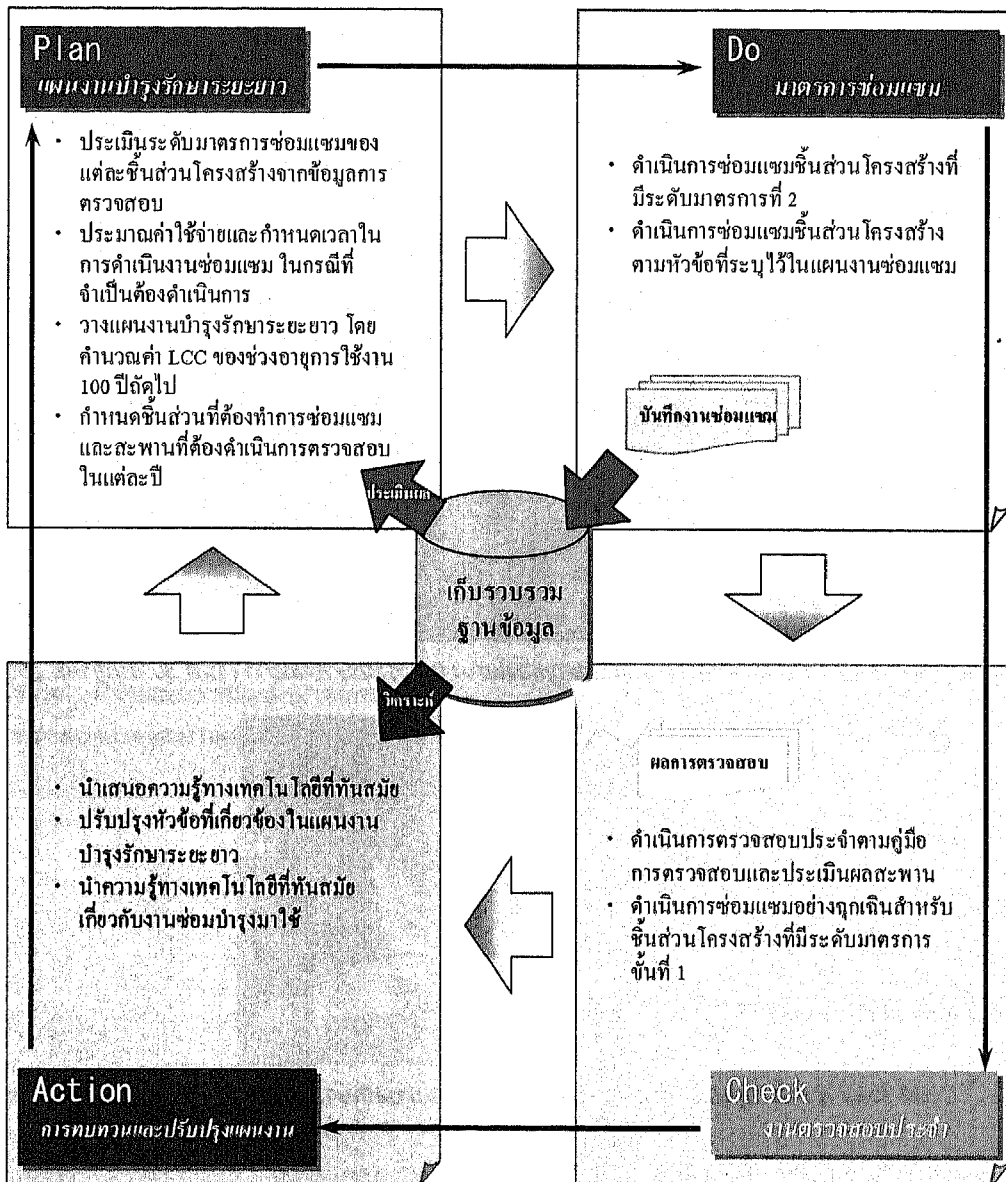 Plan
แผนงานบำรุงรักษาระยะยาว
• ประเมินระดับมาตรการซ่อมแซมของ
แต่ละชิ้นส่วนโครงสร้างจากข้อมูลการ
ตรวจสอบ
• ประมาณค่าใช้จ่ายและกำหนดเวลาใน
การดำเนินงานซ่อมแซม ในกรณีที่
จำเป็นต้องดำเนินการ
• วางแผนงานบำรุงรักษาระยะยาว โดย
คำนวณค่า LCC ของช่วงอายุการใช้งาน
100 ปีถัดไป
• กำหนดชิ้นส่วนที่ต้องทำการซ่อมแซม
และสะพานที่ต้องดำเนินการตรวจสอบ
ในแต่ละปี
Do
มาตรการซ่อมแซม
• ดำเนินการซ่อมแซมชิ้นส่วนโครงสร้างที่
มีระดับมาตรการที่ 2
• ดำเนินการซ่อมแซมชิ้นส่วนโครงสร้าง
ตามหัวข้อที่ระบุไว้ในแผนงานซ่อมแซม
บันทึกงานซ่อมแซม
ประเมินผล
เก็บรวบรวม
ฐานข้อมูล
วิเคราะห์
ผลการตรวจสอบ
• นำเสนอความรู้ทางเทคโนโลยีที่ทันสมัย
• ปรับปรุงหัวข้อที่เกี่ยวข้องในแผนงาน
บำรุงรักษาระยะยาว
• นำความรู้ทางเทคโนโลยีที่ทันสมัย
เกี่ยวกับงานซ่อมบำรุงมาใช้
• ดำเนินการตรวจสอบประจำตามคู่มือ
การตรวจสอบและประเมินผลสะพาน
• ดำเนินการซ่อมแซมอย่างฉุกเฉินสำหรับ
ชิ้นส่วนโครงสร้างที่มีระดับมาตรการ
ขั้นที่ 1
Action
การทบทวนและปรับปรุงแผนงาน
Check
งานตรวจสอบประจำ